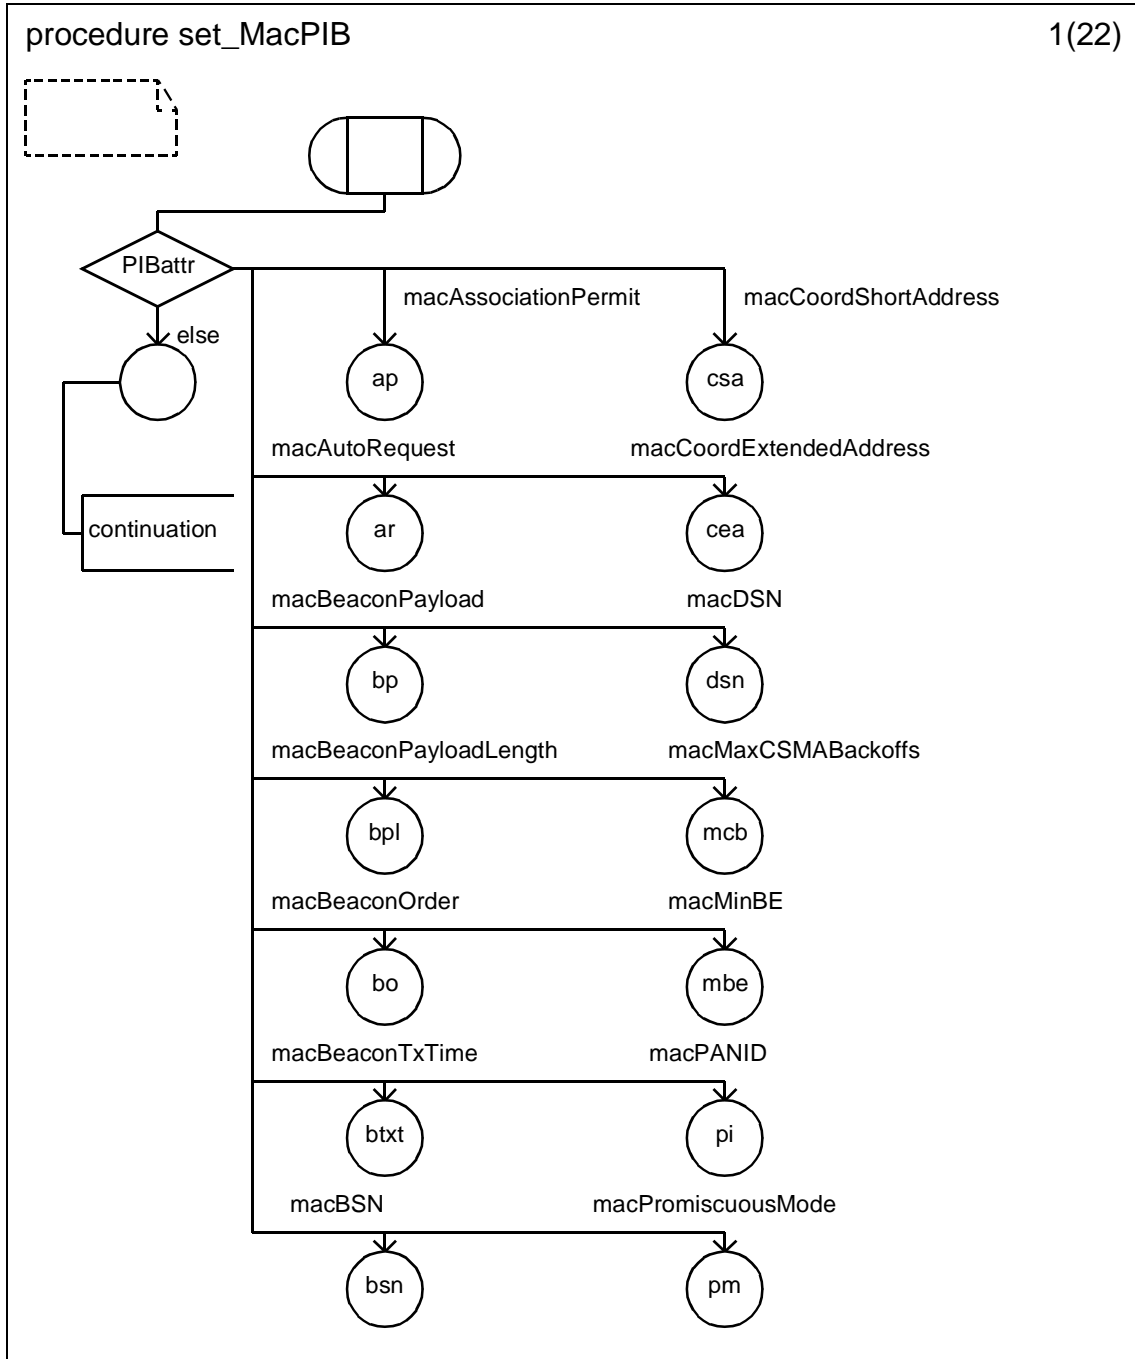 procedure set_MacPIB 1(22)
PIBattr
macAssociationPermit macCoordShortAddress
else
ap csa
macAutoRequest macCoordExtendedAddress
continuation ar cea
macBeaconPayload macDSN
bp dsn
macBeaconPayloadLength macMaxCSMABackoffs
bpl mcb
macBeaconOrder macMinBE
bo mbe
macBeaconTxTime macPANID
btxt pi
macBSN macPromiscuousMode
bsn pm